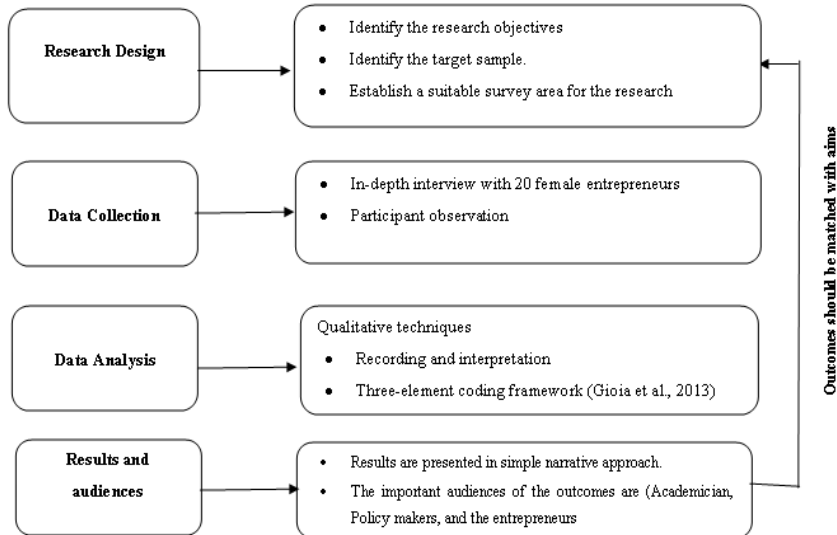 Research Design
• Identify the research objectives
• Identify the target sample.
• Establish a suitable survey area for the research
Data Collection
• In-depth interview with 20 female entrepreneurs
• Participant observation
Data Analysis
Qualitative techniques
• Recording and interpretation
• Three-element coding framework (Gioia et al., 2013)
Results and
audiences
• Results are presented in simple narrative approach.
• The important audiences of the outcomes are (Academician,
Policy makers, and the entrepreneurs
Outcomes should be matched with aims